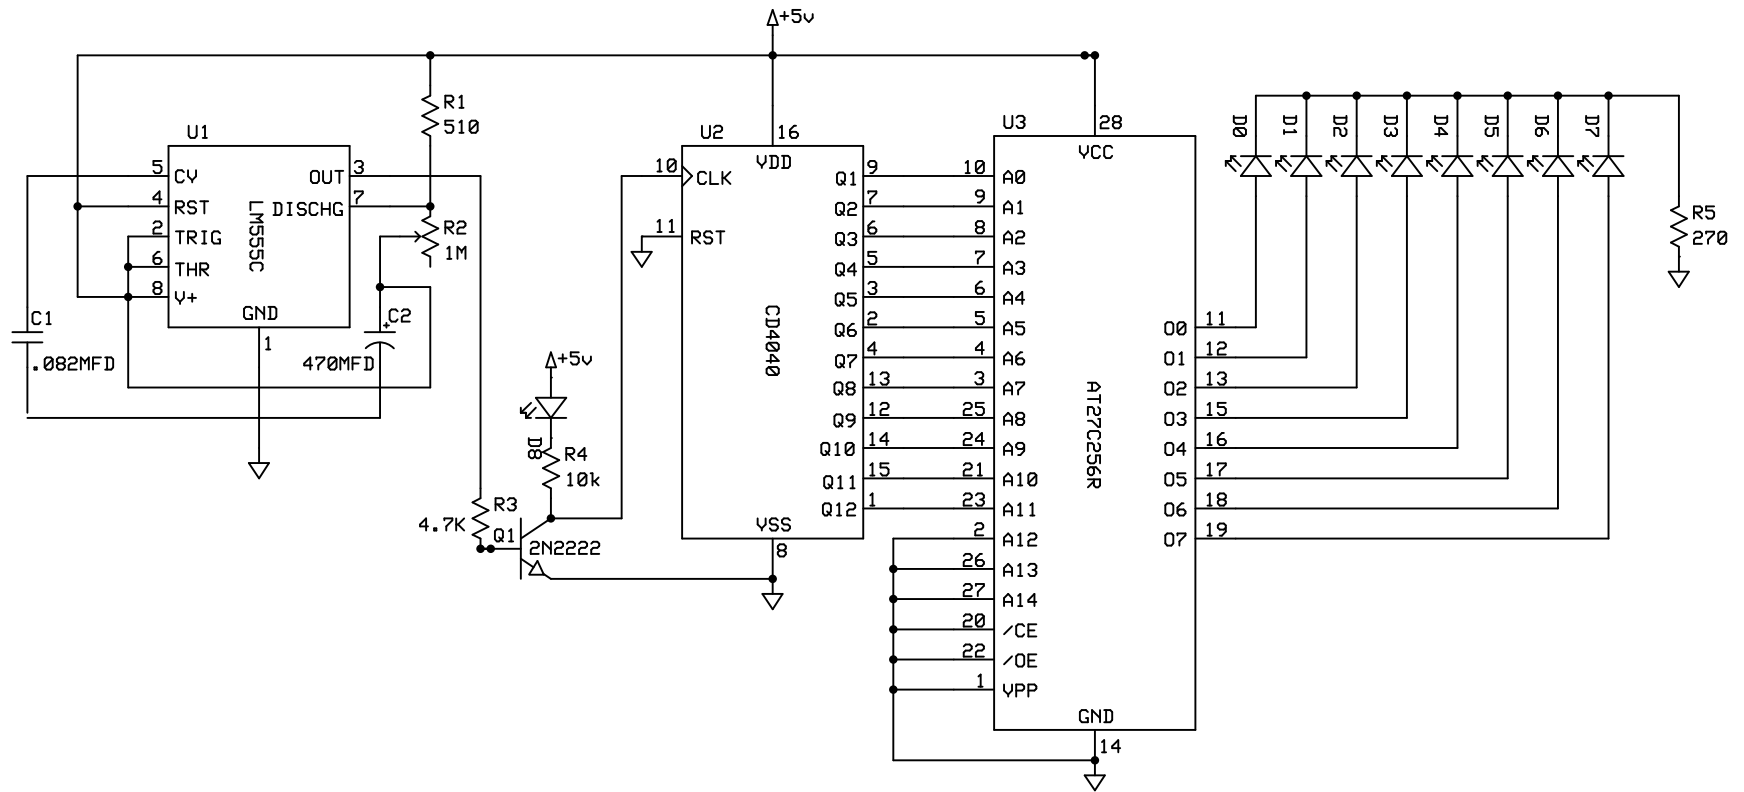 +5v
U1
5
CV
4
RST
2
TRIG
6
THR
8
V+
LM555C
OUT
3
DISCHG
7
GND
1
R1
510
R2
1M
C1
.082MFD
C2
+
470MFD
+5v
D8
R4
10k
R3
4.7K
Q1
2N2222
U2
16
VDD
10
CLK
11
RST
CD4040
Q1
9
Q2
7
Q3
6
Q4
5
Q5
3
Q6
2
Q7
4
Q8
13
Q9
12
Q10
14
Q11
15
Q12
1
VSS
8
U3
28
VCC
10
A0
9
A1
8
A2
7
A3
6
A4
5
A5
4
A6
3
A7
25
A8
24
A9
21
A10
23
A11
2
A12
26
A13
27
A14
20
/CE
22
/OE
1
VPP
AT27C256R
GND
14
O0
11
O1
12
O2
13
O3
15
O4
16
O5
17
O6
18
O7
19
D0
D1
D2
D3
D4
D5
D6
D7
R5
270